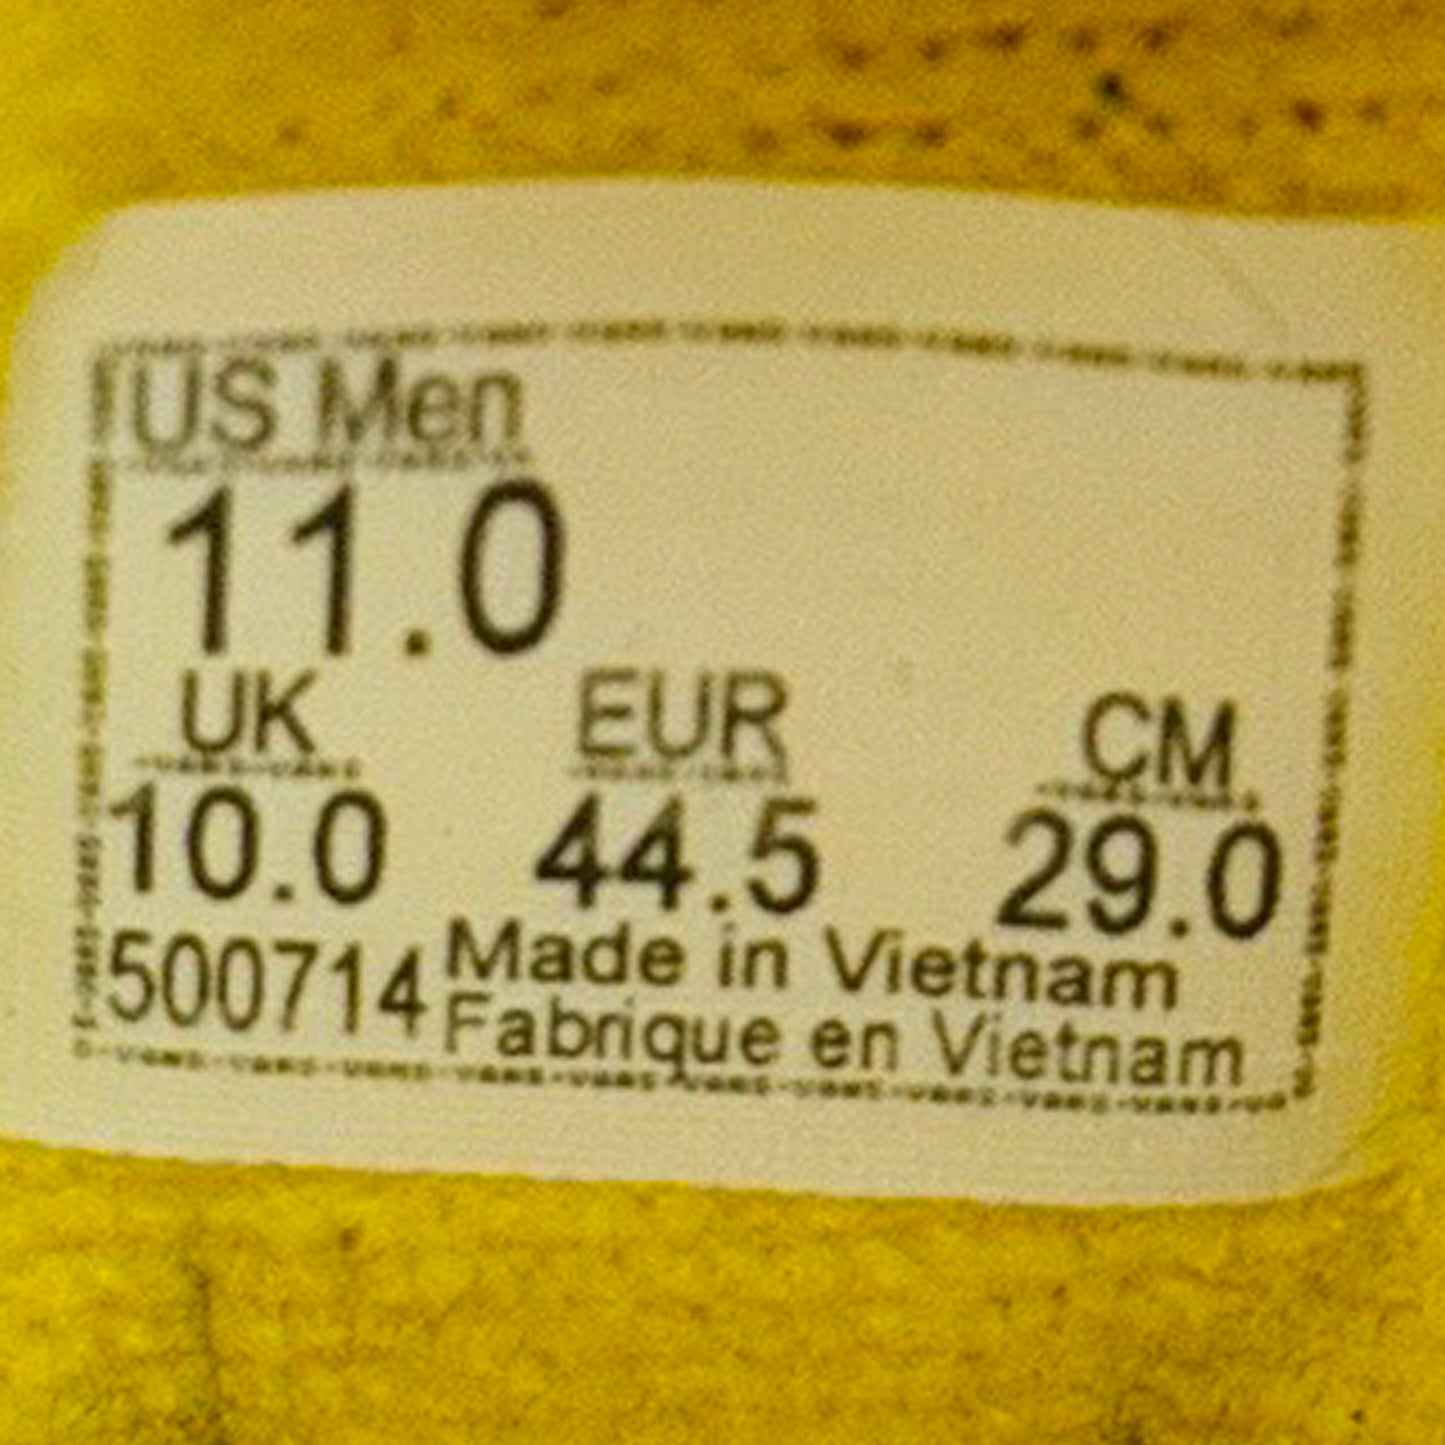 US Men
11.0
UK EUR CM
10.0 44.5 29.0
500714 Made in Vietnam
Fabrique en Vietnam